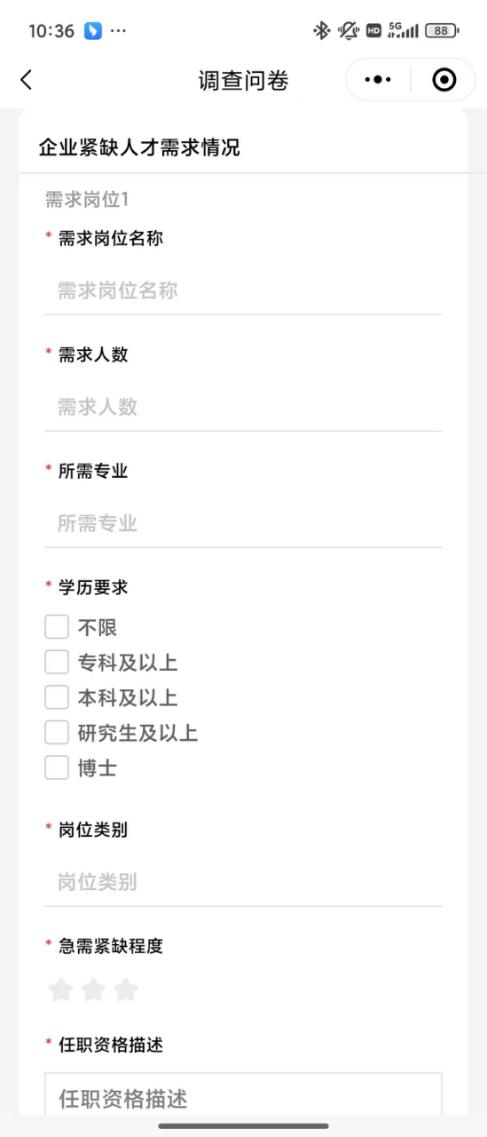 10:36
HD 5G 88
调查问卷
企业紧缺人才需求情况
需求岗位1
* 需求岗位名称
需求岗位名称
* 需求人数
需求人数
* 所需专业
所需专业
* 学历要求
不限
专科及以上
本科及以上
研究生及以上
博士
* 岗位类别
岗位类别
* 急需紧缺程度
* 任职资格描述
任职资格描述